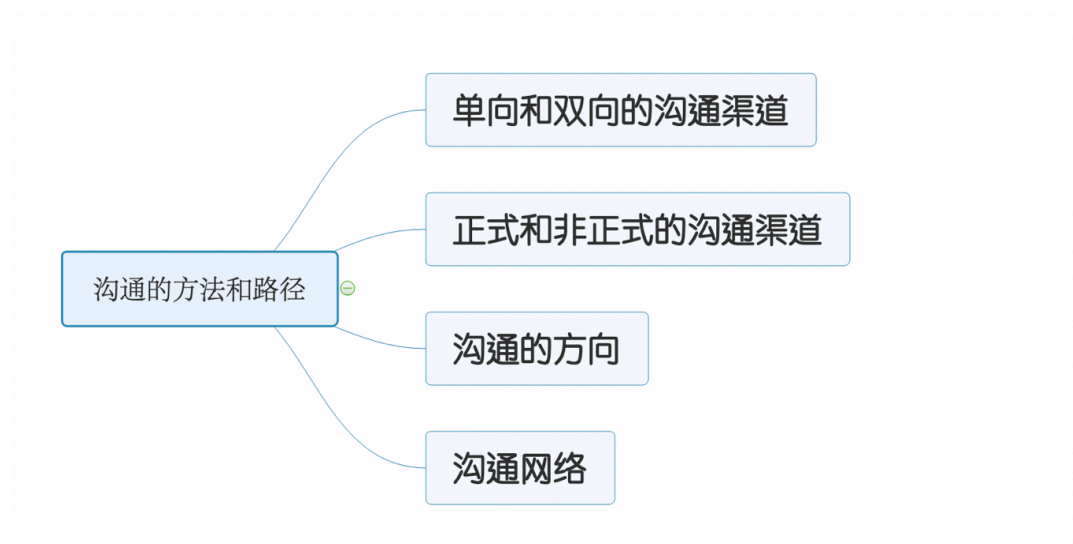 单向和双向的沟通渠道
正式和非正式的沟通渠道
沟通的方法和路径
沟通的方向
沟通网络